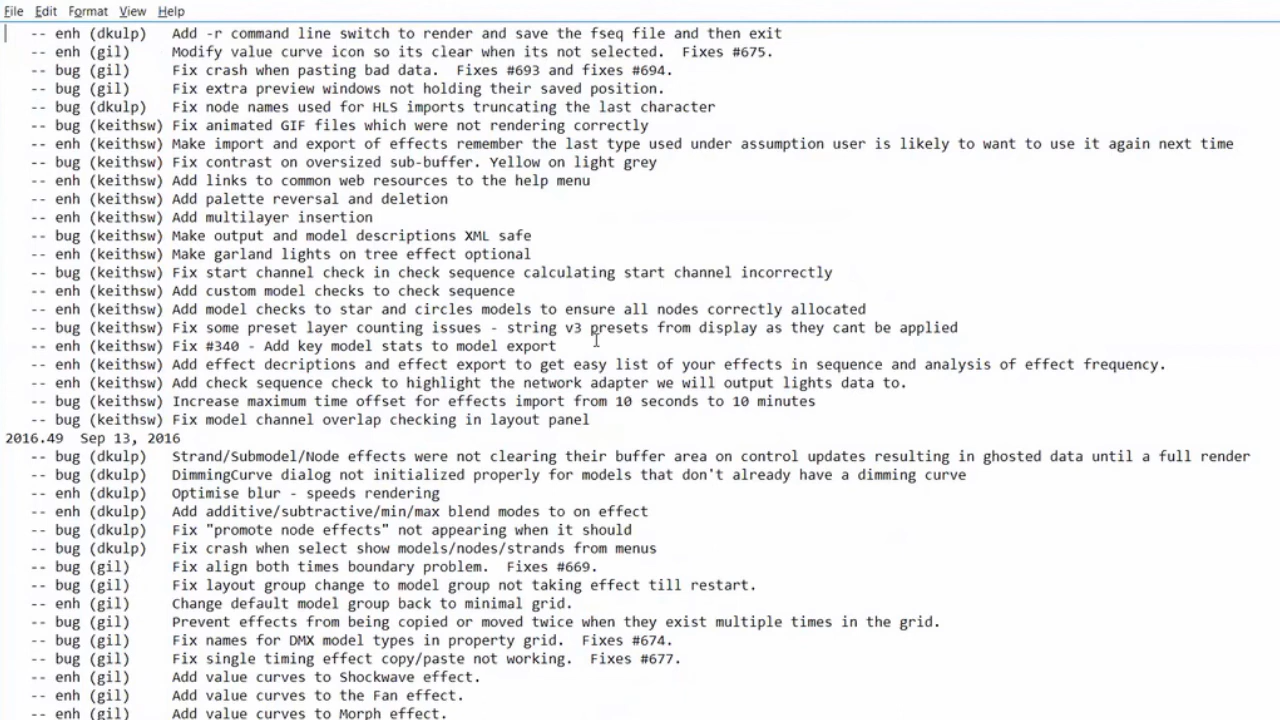 File Edit Format View Help
-- enh (dkulp) Add -r command line switch to render and save the fseq file and then exit
-- enh (gil) Modify value curve icon so its clear when its not selected. Fixes #675.
-- bug (gil) Fix crash when pasting bad data. Fixes #693 and fixes #694.
-- bug (gil) Fix extra preview windows not holding their saved position.
-- bug (dkulp) Fix node names used for HLS imports truncating the last character
-- bug (keithsw) Fix animated GIF files which were not rendering correctly
-- enh (keithsw) Make import and export of effects remember the last type used under assumption user is likely to want to use it again next time
-- bug (keithsw) Fix contrast on oversized sub-buffer. Yellow on light grey
-- enh (keithsw) Add links to common web resources to the help menu
-- enh (keithsw) Add palette reversal and deletion
-- enh (keithsw) Add multilayer insertion
-- bug (keithsw) Make output and model descriptions XML safe
-- enh (keithsw) Make garland lights on tree effect optional
-- bug (keithsw) Fix start channel check in check sequence calculating start channel incorrectly
-- enh (keithsw) Add custom model checks to check sequence
-- enh (keithsw) Add model checks to star and circles models to ensure all nodes correctly allocated
-- bug (keithsw) Fix some preset layer counting issues - string v3 presets from display as they cant be applied
-- enh (keithsw) Fix #340 - Add key model stats to model export
-- enh (keithsw) Add effect decriptions and effect export to get easy list of your effects in sequence and analysis of effect frequency.
-- enh (keithsw) Add check sequence check to highlight the network adapter we will output lights data to.
-- enh (keithsw) Increase maximum time offset for effects import from 10 seconds to 10 minutes
-- bug (keithsw) Fix model channel overlap checking in layout panel
2016.49 Sep 13, 2016
-- bug (dkulp) Strand/Submodel/Node effects were not clearing their buffer area on control updates resulting in ghosted data until a full render
-- bug (dkulp) DimmingCurve dialog not initialized properly for models that don't already have a dimming curve
-- enh (dkulp) Optimise blur - speeds rendering
-- enh (dkulp) Add additive/subtractive/min/max blend modes to on effect
-- bug (dkulp) Fix "promote node effects" not appearing when it should
-- bug (dkulp) Fix crash when select show models/nodes/strands from menus
-- bug (gil) Fix align both times boundary problem. Fixes #669.
-- bug (gil) Fix layout group change to model group not taking effect till restart.
-- enh (gil) Change default model group back to minimal grid.
-- bug (gil) Prevent effects from being copied or moved twice when they exist multiple times in the grid.
-- bug (gil) Fix names for DMX model types in property grid. Fixes #674.
-- bug (gil) Fix single timing effect copy/paste not working. Fixes #677.
-- enh (gil) Add value curves to Shockwave effect.
-- enh (gil) Add value curves to the Fan effect.
-- enh (gil) Add value curves to Morph effect.